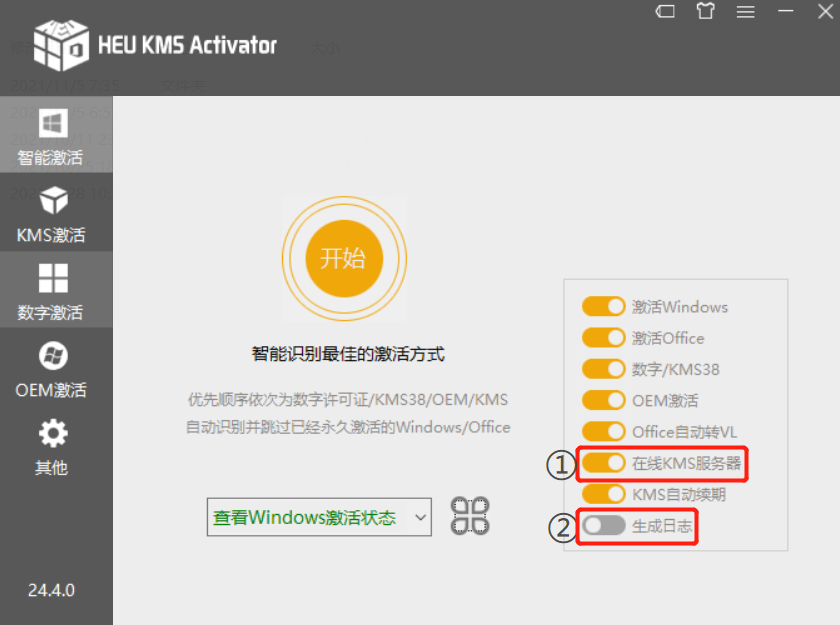 HEU KMS Activator
智能激活
KMS激活
数字激活
OEM激活
其他
24.4.0
开始
智能识别最佳的激活方式
优先顺序依次为数字许可证/KMS38/OEM/KMS
自动识别并跳过已经永久激活的Windows/Office
查看Windows激活状态
激活Windows
激活Office
数字/KMS38
OEM激活
Office自动转VL
① 在线KMS服务器
KMS自动续期
② 生成日志